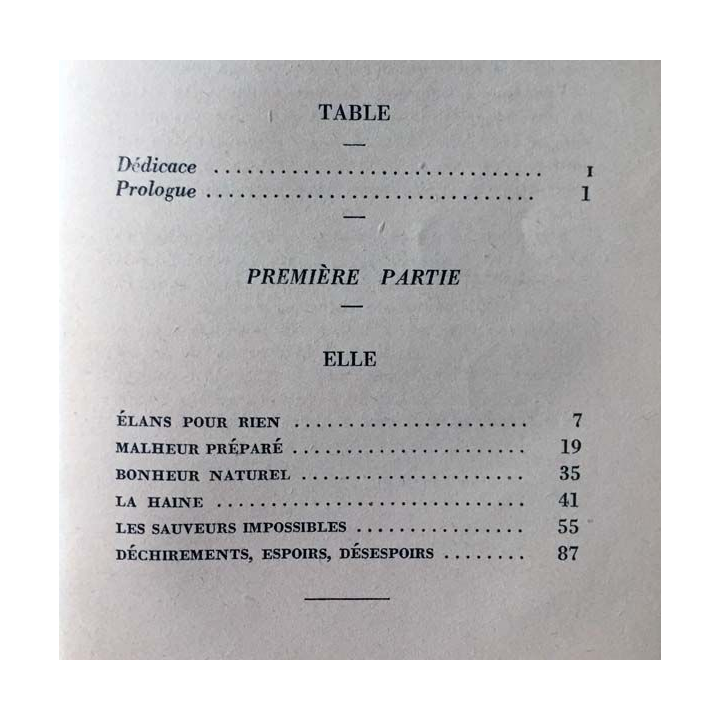 TABLE
Dédicace ................................ I
Prologue ................................ 1
PREMIÈRE PARTIE
ELLE
ÉLANS POUR RIEN ...................... 7
MALHEUR PRÉPARÉ ...................... 19
BONHEUR NATUREL ..................... 35
LA HAINE ............................. 41
LES SAUVEURS IMPOSSIBLES ................ 55
DÉCHIREMENTS, ESPOIRS, DÉSESPOIRS ........ 87